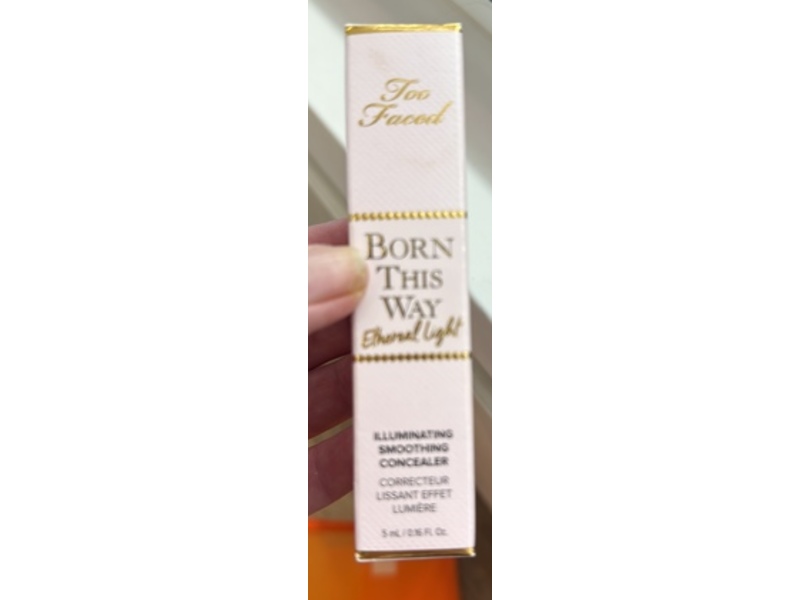 Too
Faced
BORN
THIS
WAY
Ethereal Light
ILLUMINATING
SMOOTHING
CONCEALER
CORRECTEUR
LISSANT EFFET
LUMIÈRE
5 mL / 0.16 FL. Oz.